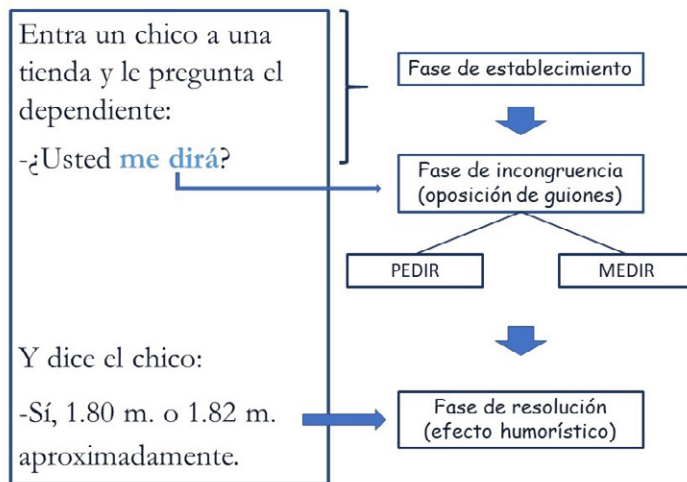 Entra un chico a una
tienda y le pregunta el
dependiente:
-¿Usted me dirá?
Y dice el chico:
-Sí, 1.80 m. o 1.82 m.
aproximadamente.
Fase de establecimiento
Fase de incongruencia
(oposición de guiones)
PEDIR
MEDIR
Fase de resolución
(efecto humorístico)